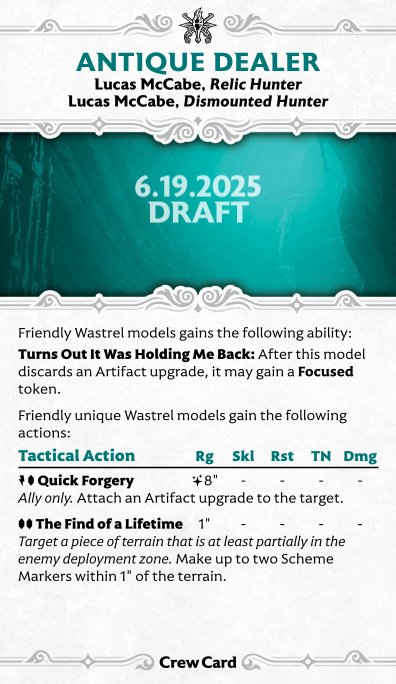 ANTIQUE DEALER
Lucas McCabe, Relic Hunter
Lucas McCabe, Dismounted Hunter
6.19.2025
DRAFT
Friendly Wastrel models gains the following ability:
Turns Out It Was Holding Me Back: After this model
discards an Artifact upgrade, it may gain a Focused
token.
Friendly unique Wastrel models gain the following
actions:
Tactical Action Rg Skl Rst TN Dmg
Quick Forgery 8" - - - -
Ally only. Attach an Artifact upgrade to the target.
The Find of a Lifetime 1" - - - -
Target a piece of terrain that is at least partially in the
enemy deployment zone. Make up to two Scheme
Markers within 1" of the terrain.
Crew Card